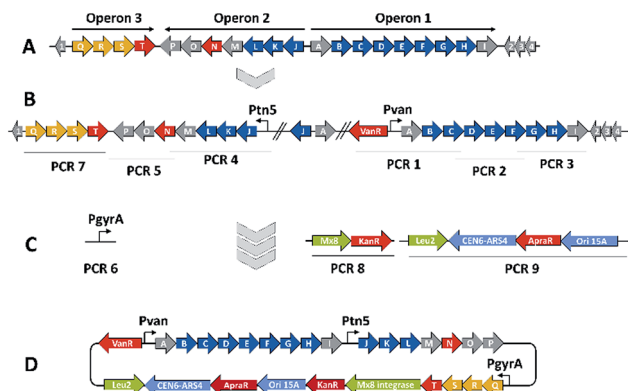 Operon 3 Operon 2 Operon 1
A 1 Q R S T P O N M L K J A B C D E F G H I 2 3 4
B Ptn5 Pvan
1 Q R S T P O N M L K J J A VanR A B C D E F G H I 2 3 4
PCR 7 PCR 5 PCR 4 PCR 1 PCR 2 PCR 3
PgyrA
C Mx8 KanR Leu2 CEN6-ARS4 ApraR Ori 15A
PCR 6 PCR 8 PCR 9
Pvan Ptn5
VanR A B C D E F G H I J K L M N O P
D PgyrA
Leu2 CEN6-ARS4 ApraR Ori 15A KanR Mx8 integrase T S R Q